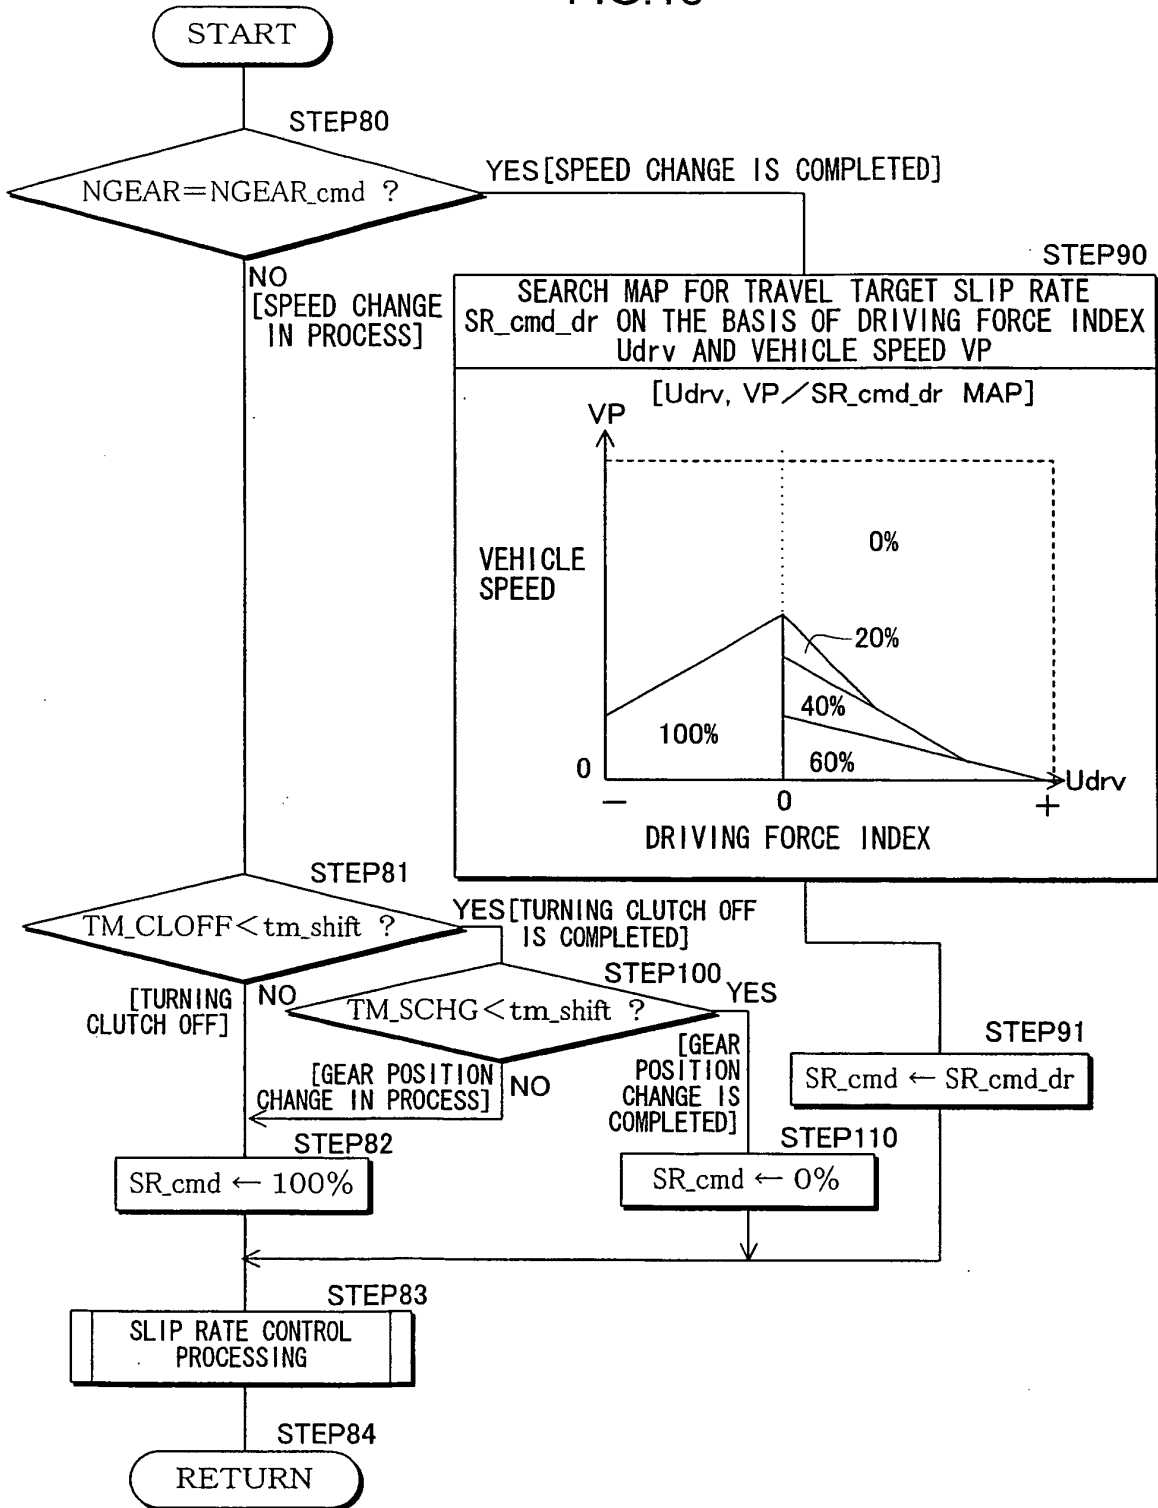 START
STEP80
NGEAR=NGEAR_cmd ?
YES[SPEED CHANGE IS COMPLETED]
NO
[SPEED CHANGE
IN PROCESS]
STEP90
SEARCH MAP FOR TRAVEL TARGET SLIP RATE
SR_cmd_dr ON THE BASIS OF DRIVING FORCE INDEX
Udrv AND VEHICLE SPEED VP
[Udrv, VP/SR_cmd_dr MAP]
VP
VEHICLE
SPEED
0%
20%
40%
100%
60%
0
Udrv
−
0
+
DRIVING FORCE INDEX
STEP81
TM_CLOFF<tm_shift ?
YES[TURNING CLUTCH OFF
IS COMPLETED]
STEP100
TM_SCHG<tm_shift ?
YES
NO
[TURNING
CLUTCH OFF]
[GEAR POSITION
CHANGE IN PROCESS]
NO
[GEAR
POSITION
CHANGE IS
COMPLETED]
STEP91
SR_cmd ← SR_cmd_dr
STEP82
SR_cmd ← 100%
STEP110
SR_cmd ← 0%
STEP83
SLIP RATE CONTROL
PROCESSING
STEP84
RETURN